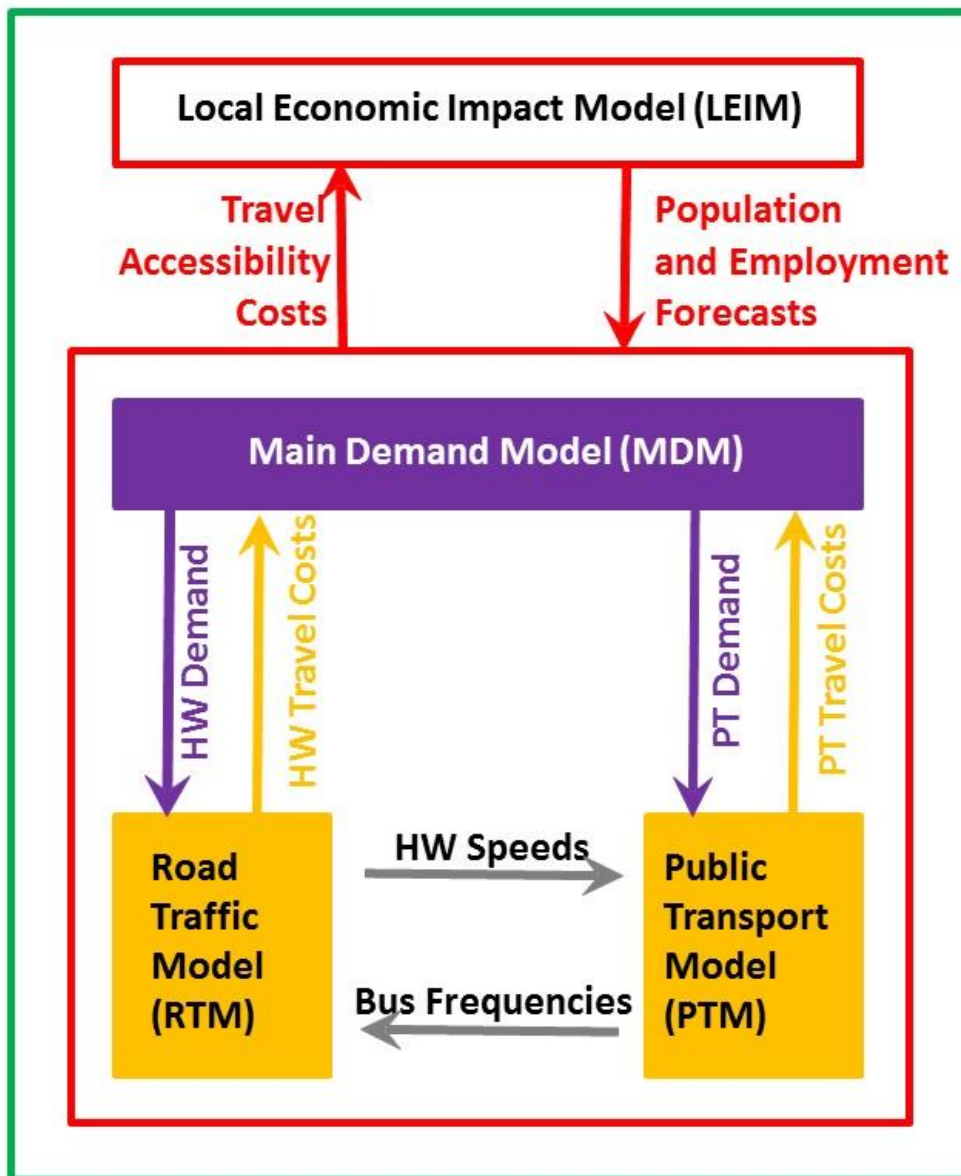 Local Economic Impact Model (LEIM)
Travel
Accessibility
Costs
Population
and Employment
Forecasts
Main Demand Model (MDM)
HW Demand
HW Travel Costs
PT Demand
PT Travel Costs
Road
Traffic
Model
(RTM)
HW Speeds
Bus Frequencies
Public
Transport
Model
(PTM)